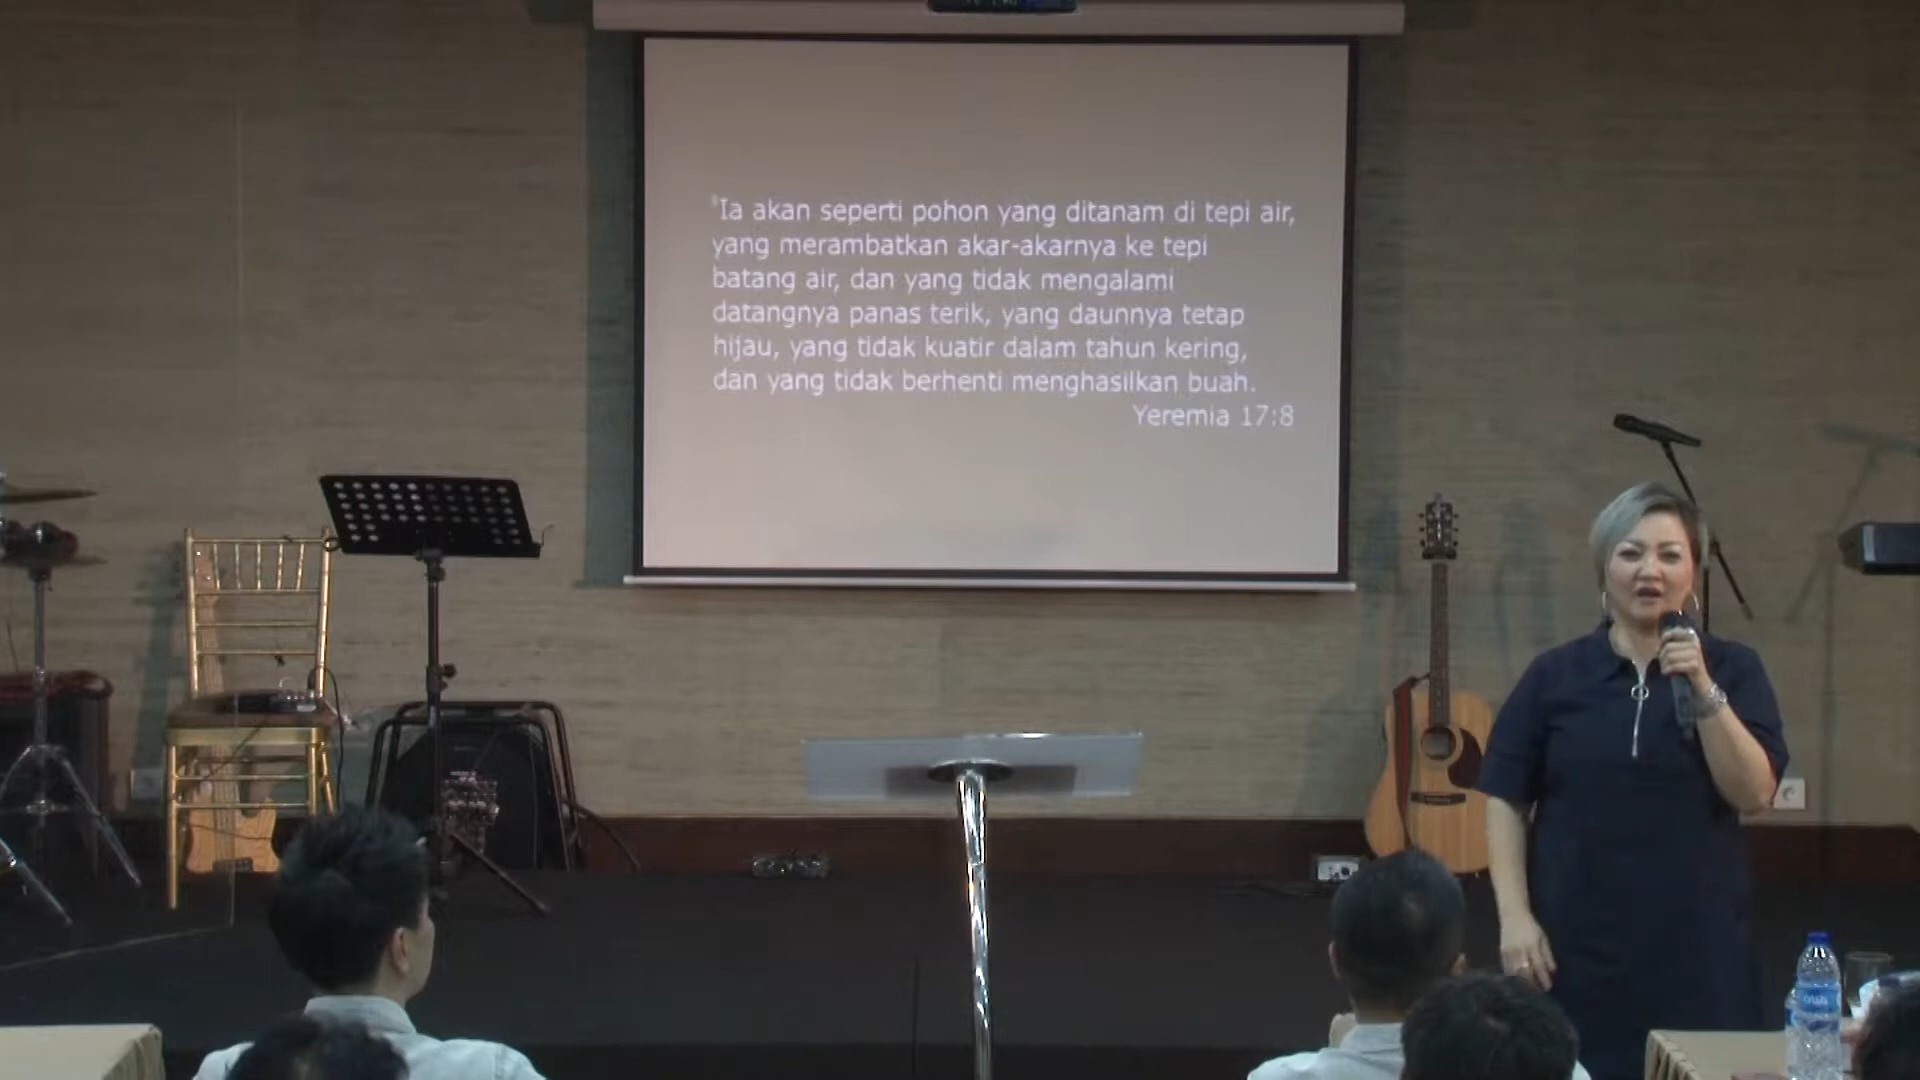 8Ia akan seperti pohon yang ditanam di tepi air,
yang merambatkan akar-akarnya ke tepi
batang air, dan yang tidak mengalami
datangnya panas terik, yang daunnya tetap
hijau, yang tidak kuatir dalam tahun kering,
dan yang tidak berhenti menghasilkan buah.
Yeremia 17:8